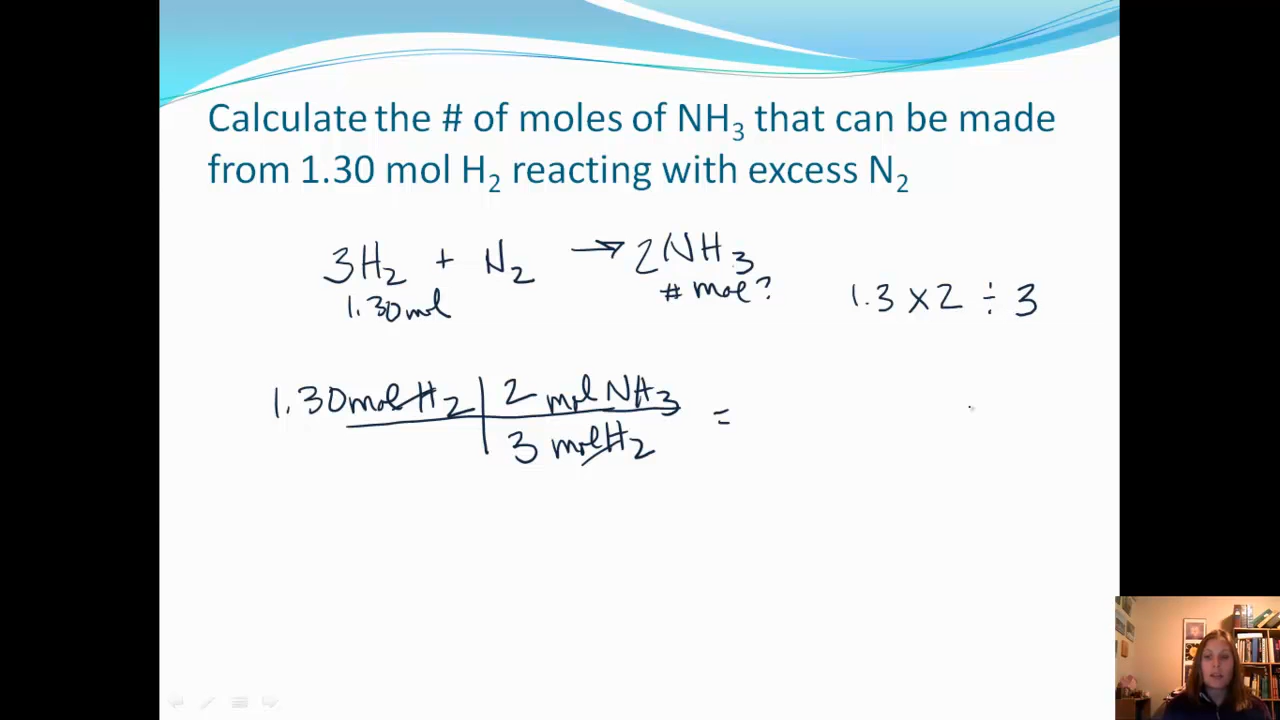 Calculate the # of moles of NH₃ that can be made
from 1.30 mol H₂ reacting with excess N₂
3H₂ + N₂ → 2NH₃
1.30mol # mol?
1.3 x 2 ÷ 3
1.30 mol H₂ | 2 mol NH₃ =
3 mol H₂